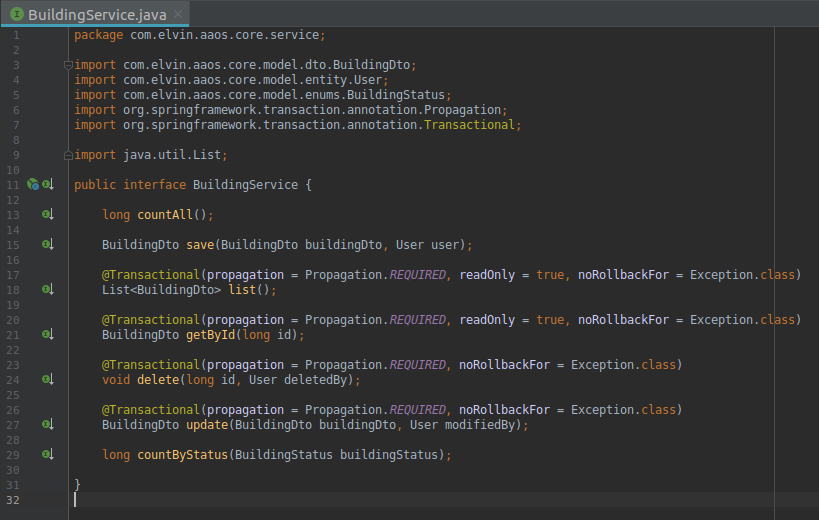 BuildingService.java
1 package com.elvin.aaos.core.service;
2
3 import com.elvin.aaos.core.model.dto.BuildingDto;
4 import com.elvin.aaos.core.model.entity.User;
5 import com.elvin.aaos.core.model.enums.BuildingStatus;
6 import org.springframework.transaction.annotation.Propagation;
7 import org.springframework.transaction.annotation.Transactional;
8
9 import java.util.List;
10
11 public interface BuildingService {
12
13 long countAll();
14
15 BuildingDto save(BuildingDto buildingDto, User user);
16
17 @Transactional(propagation = Propagation.REQUIRED, readOnly = true, noRollbackFor = Exception.class)
18 List<BuildingDto> list();
19
20 @Transactional(propagation = Propagation.REQUIRED, readOnly = true, noRollbackFor = Exception.class)
21 BuildingDto getById(long id);
22
23 @Transactional(propagation = Propagation.REQUIRED, noRollbackFor = Exception.class)
24 void delete(long id, User deletedBy);
25
26 @Transactional(propagation = Propagation.REQUIRED, noRollbackFor = Exception.class)
27 BuildingDto update(BuildingDto buildingDto, User modifiedBy);
28
29 long countByStatus(BuildingStatus buildingStatus);
30
31 }
32